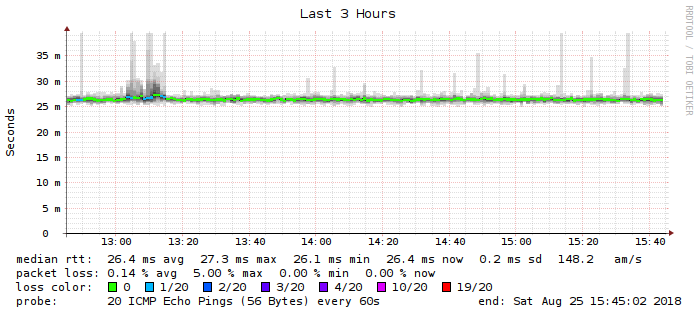 Last 3 Hours
RRDTOOL / TOBI OETIKER
Seconds
35 m
30 m
25 m
20 m
15 m
10 m
5 m
0
13:00 13:20 13:40 14:00 14:20 14:40 15:00 15:20 15:40
median rtt: 26.4 ms avg 27.3 ms max 26.1 ms min 26.4 ms now 0.2 ms sd 148.2 am/s
packet loss: 0.14 % avg 5.00 % max 0.00 % min 0.00 % now
loss color: 0 1/20 2/20 3/20 4/20 10/20 19/20
probe: 20 ICMP Echo Pings (56 Bytes) every 60s end: Sat Aug 25 15:45:02 2018